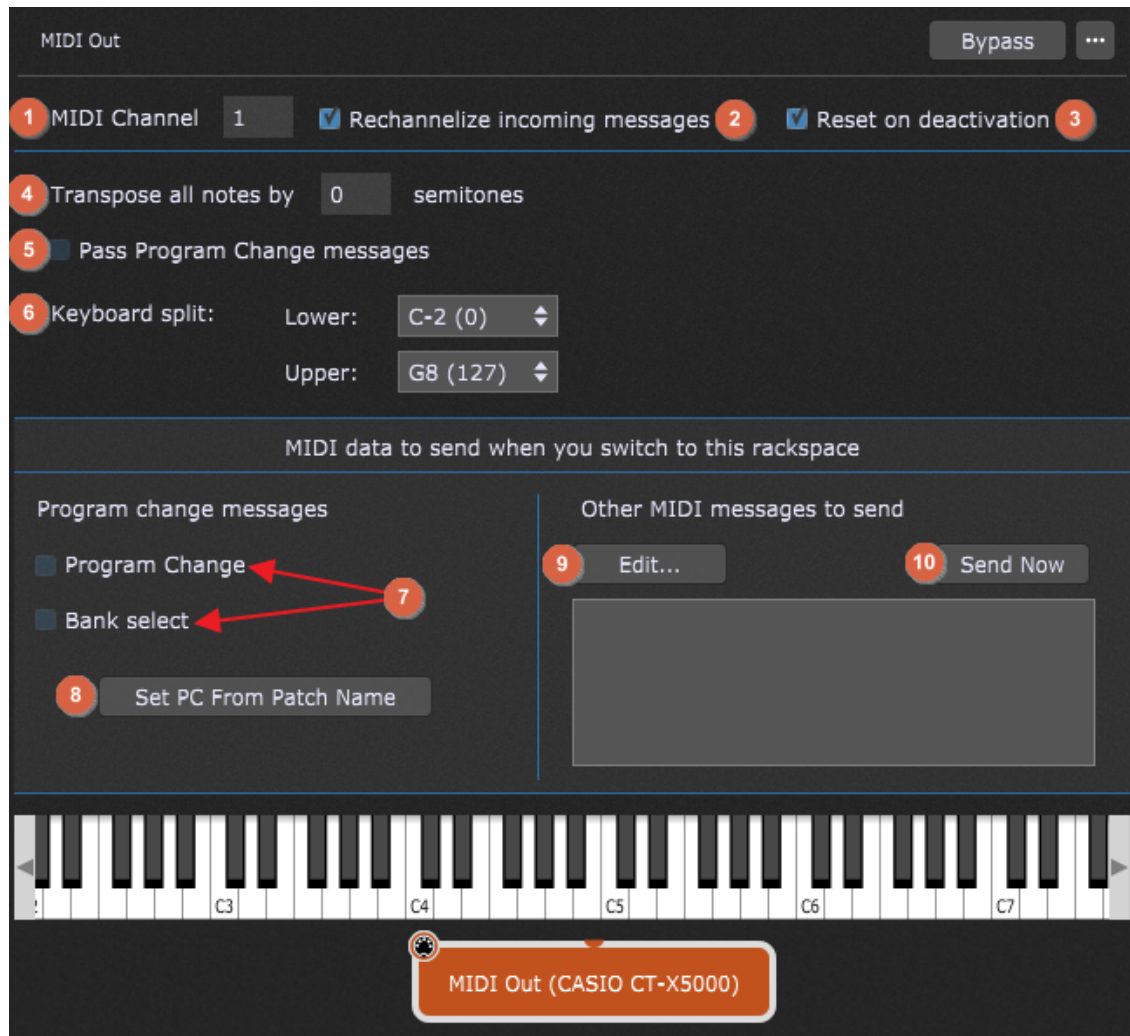 MIDI Out Bypass ...
1 MIDI Channel 1 Rechannelize incoming messages 2 Reset on deactivation 3
4 Transpose all notes by 0 semitones
5 Pass Program Change messages
6 Keyboard split: Lower: C-2 (0)
Upper: G8 (127)
MIDI data to send when you switch to this rackspace
Program change messages Other MIDI messages to send
Program Change 9 Edit... 10 Send Now
7
Bank select
8 Set PC From Patch Name
C3 C4 C5 C6 C7
MIDI Out (CASIO CT-X5000)